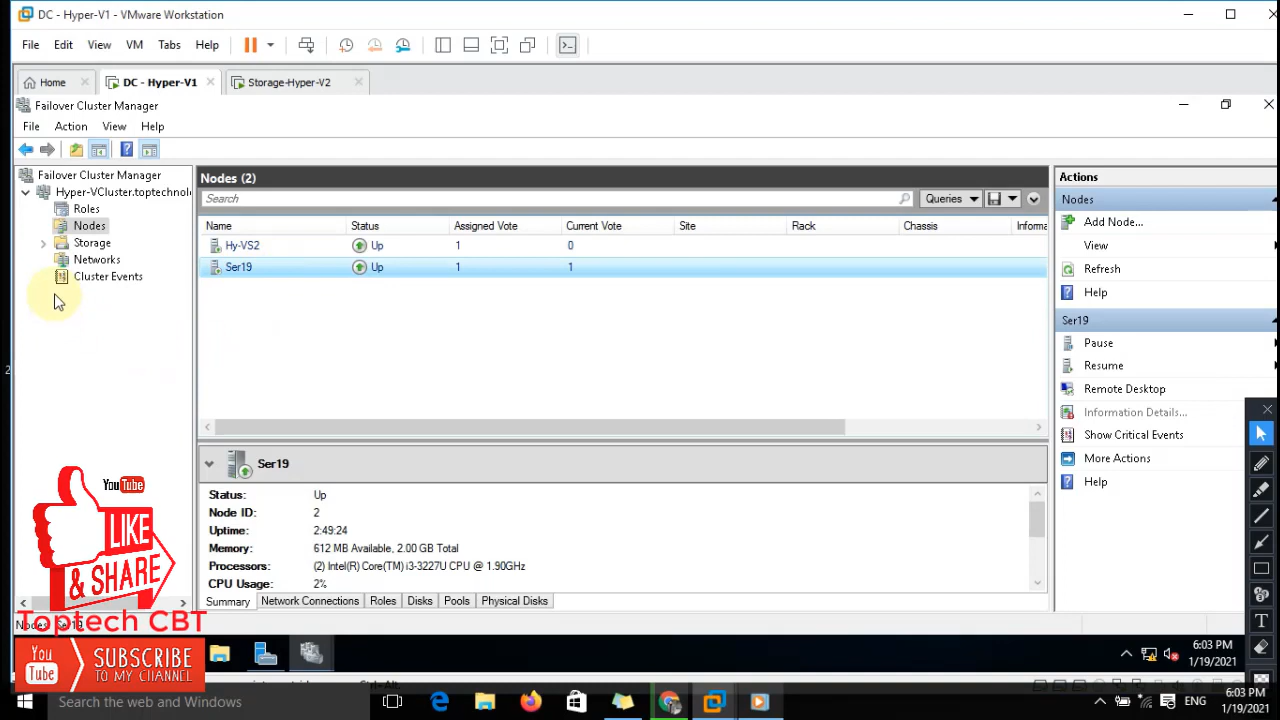 DC - Hyper-V1 - VMware Workstation
File Edit View VM Tabs Help
Home DC - Hyper-V1 Storage-Hyper-V2
Failover Cluster Manager
File Action View Help
Failover Cluster Manager
Hyper-VCluster.toptechnol
Roles
Nodes
Storage
Networks
Cluster Events
Nodes (2)
Search Queries
Name Status Assigned Vote Current Vote Site Rack Chassis Informa
Hy-VS2 Up 1 0
Ser19 Up 1 1
Ser19
Status: Up
Node ID: 2
Uptime: 2:49:24
Memory: 612 MB Available, 2.00 GB Total
Processors: (2) Intel(R) Core(TM) i3-3227U CPU @ 1.90GHz
CPU Usage: 2%
Summary Network Connections Roles Disks Pools Physical Disks
Actions
Nodes
Add Node...
View
Refresh
Help
Ser19
Pause
Resume
Remote Desktop
Information Details...
Show Critical Events
More Actions
Help
YouTube
LIKE
& SHARE
Toptech CBT
Nodes: Ser19
You
Tube
SUBSCRIBE
TO MY CHANNEL
6:03 PM
1/19/2021
Search the web and Windows
ENG
6:03 PM
1/19/2021